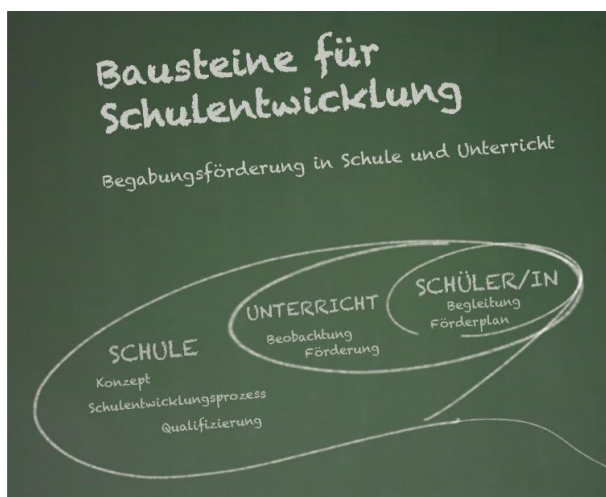 Bausteine für
Schulentwicklung
Begabungsförderung in Schule und Unterricht
SCHULE
Konzept
Schulentwicklungsprozess
Qualifizierung
UNTERRICHT
Beobachtung
Förderung
SCHÜLER/IN
Begleitung
Förderplan